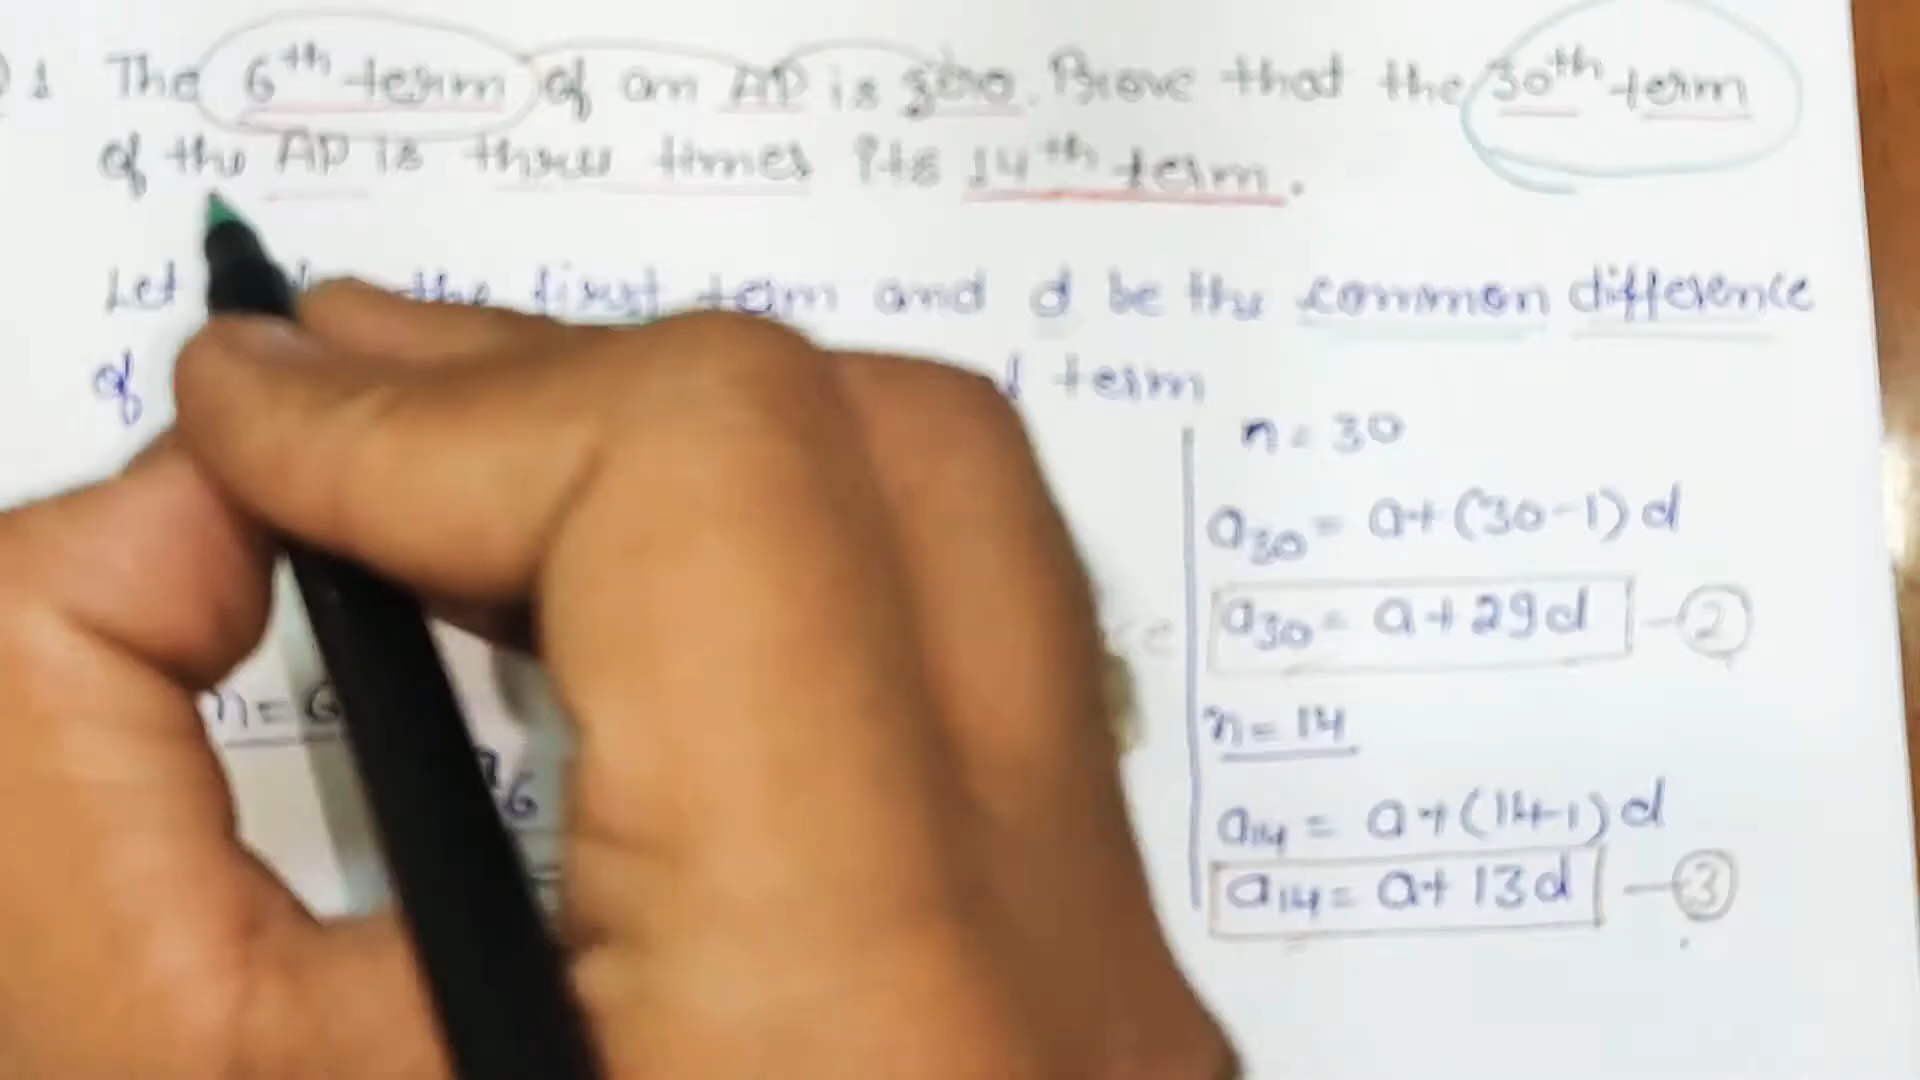 1 The 6th term of an AP is zero. Prove that the 30th term
of the AP is three times its 14th term.
Let the first term and d be the common difference
of term
n = 6
n = 30
a30 = a+(30-1)d
a30 = a+29d - 2
n = 14
a14 = a+(14-1)d
a14 = a+ 13d - 3